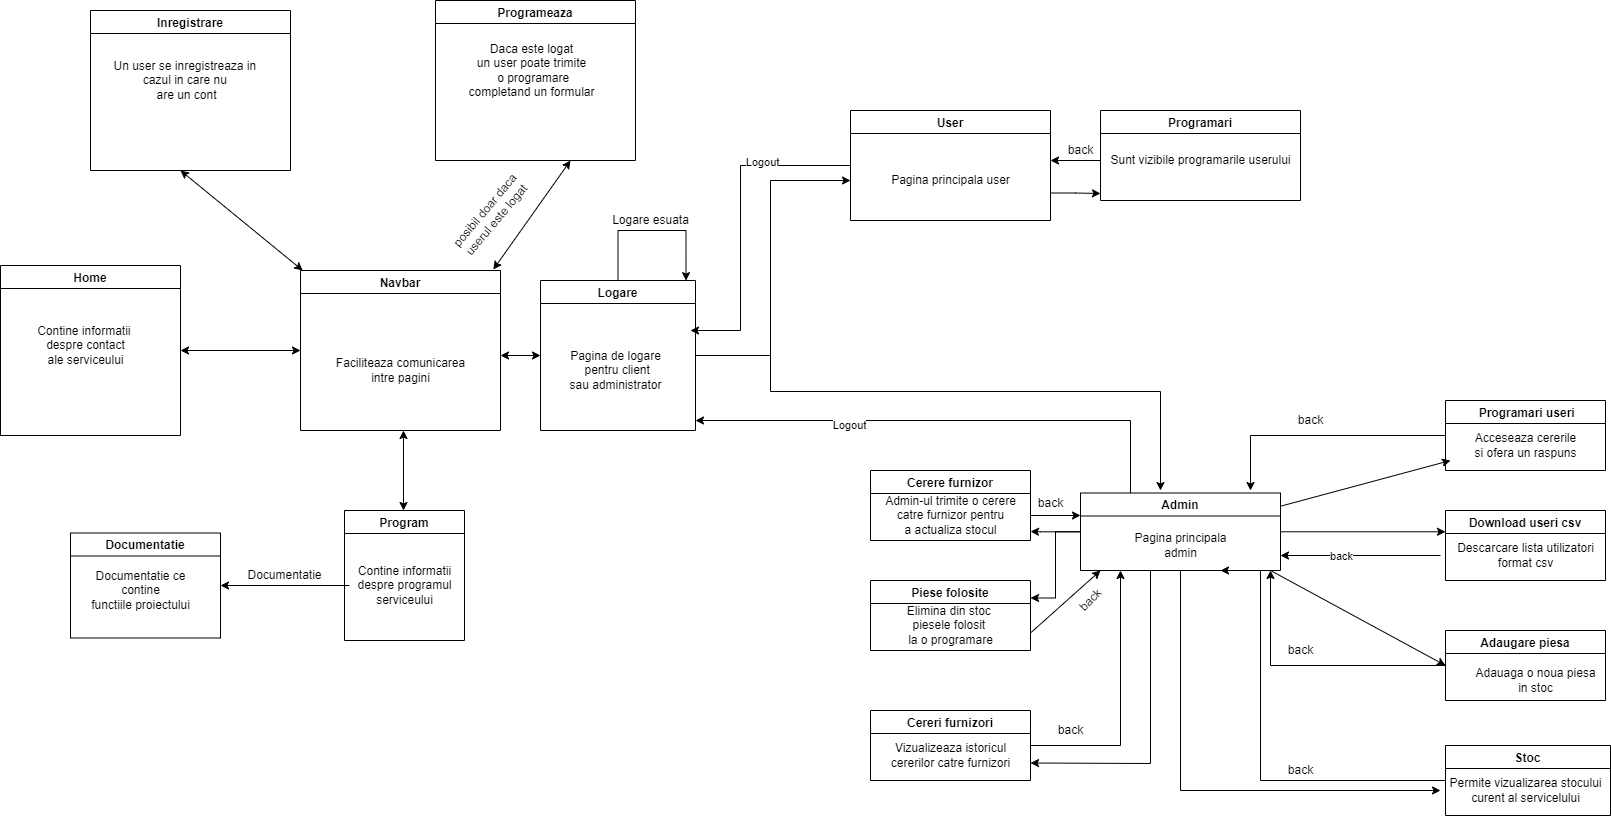 Inregistrare
Un user se inregistreaza in
cazul in care nu
are un cont
Programeaza
Daca este logat
un user poate trimite
o programare
completand un formular
posibil doar daca
userul este logat
User
Pagina principala user
Programari
Sunt vizibile programarile userului
back
Logout
Logare esuata
Home
Contine informatii
despre contact
ale serviceului
Navbar
Faciliteaza comunicarea
intre pagini
Logare
Pagina de logare
pentru client
sau administrator
Logout
Program
Contine informatii
despre programul
serviceului
Documentatie
Documentatie
Documentatie ce
contine
functiile proiectului
Cerere furnizor
Admin-ul trimite o cerere
catre furnizor pentru
a actualiza stocul
back
Admin
Pagina principala
admin
Piese folosite
Elimina din stoc
piesele folosit
la o programare
back
Cereri furnizori
Vizualizeaza istoricul
cererilor catre furnizori
back
back
Programari useri
Acceseaza cererile
si ofera un raspuns
Download useri csv
Descarcare lista utilizatori
format csv
back
Adaugare piesa
Adauaga o noua piesa
in stoc
back
Stoc
Permite vizualizarea stocului
curent al servicelului
back